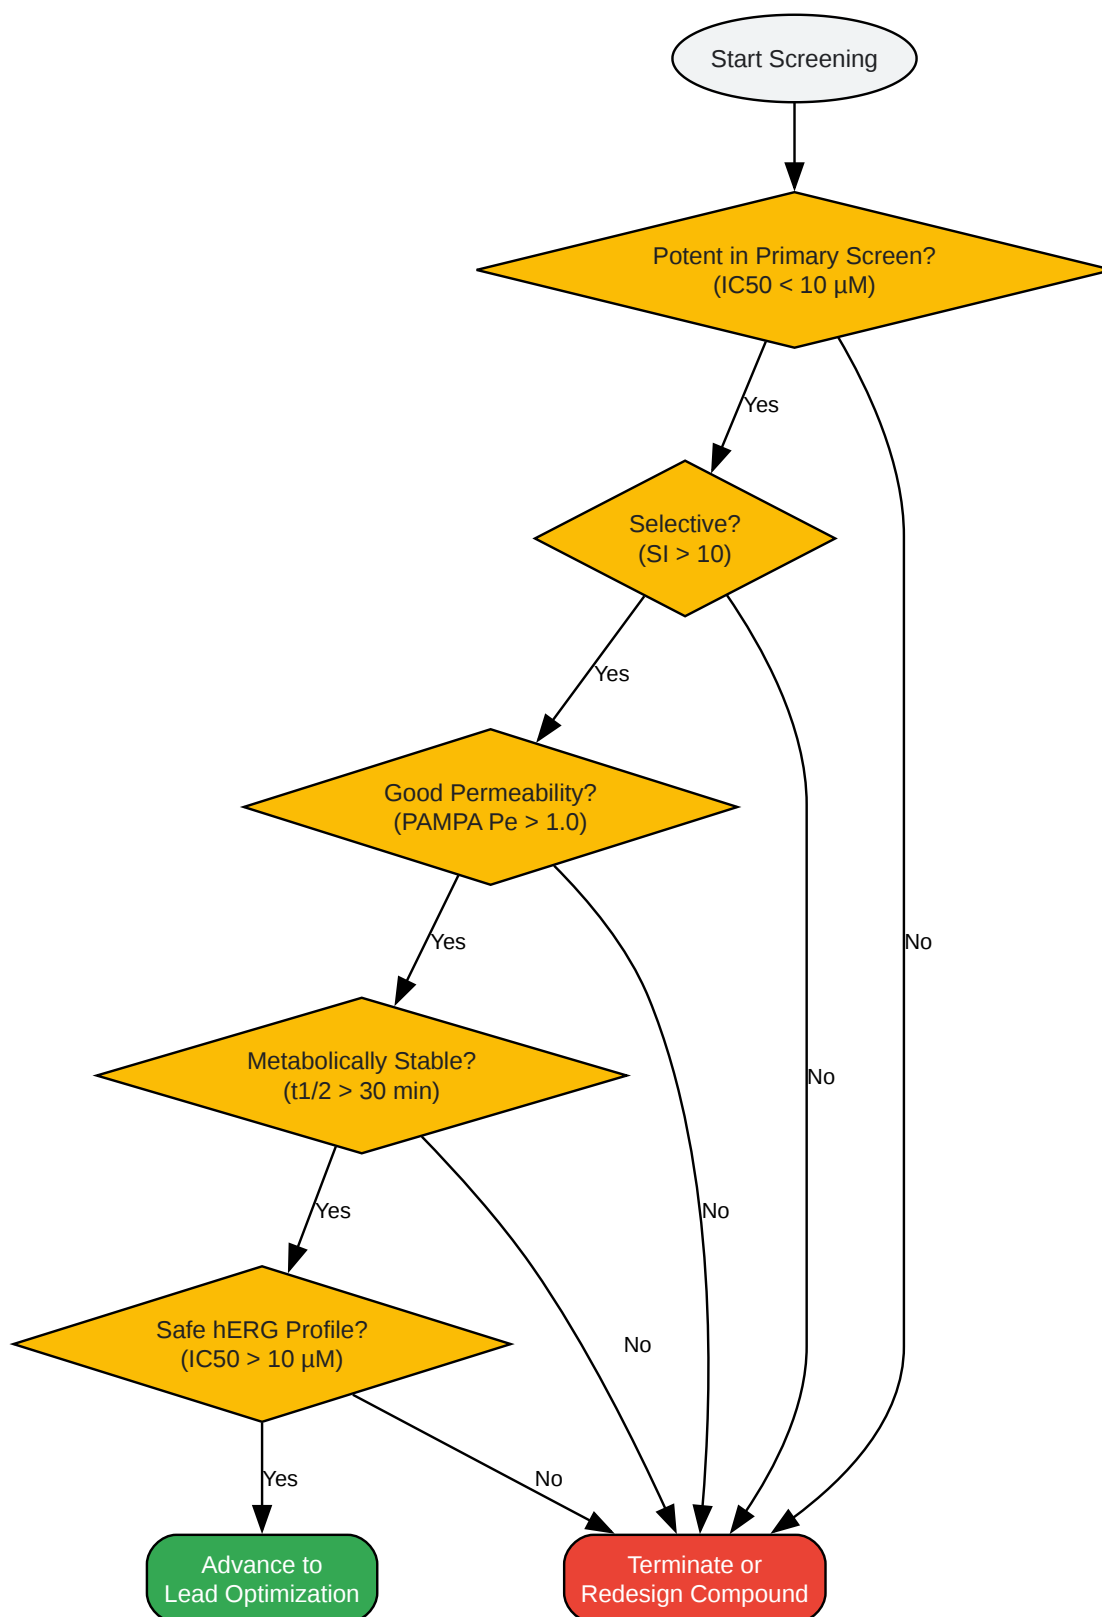 Start Screening
Potent in Primary Screen?
(IC50 < 10 µM)
Yes
Selective?
(SI > 10)
Yes
Good Permeability?
(PAMPA Pe > 1.0)
Yes
No
Metabolically Stable?
(t1/2 > 30 min)
No
Yes
No
Safe hERG Profile?
(IC50 > 10 µM)
No
Yes
No
Advance to
Lead Optimization
Terminate or
Redesign Compound